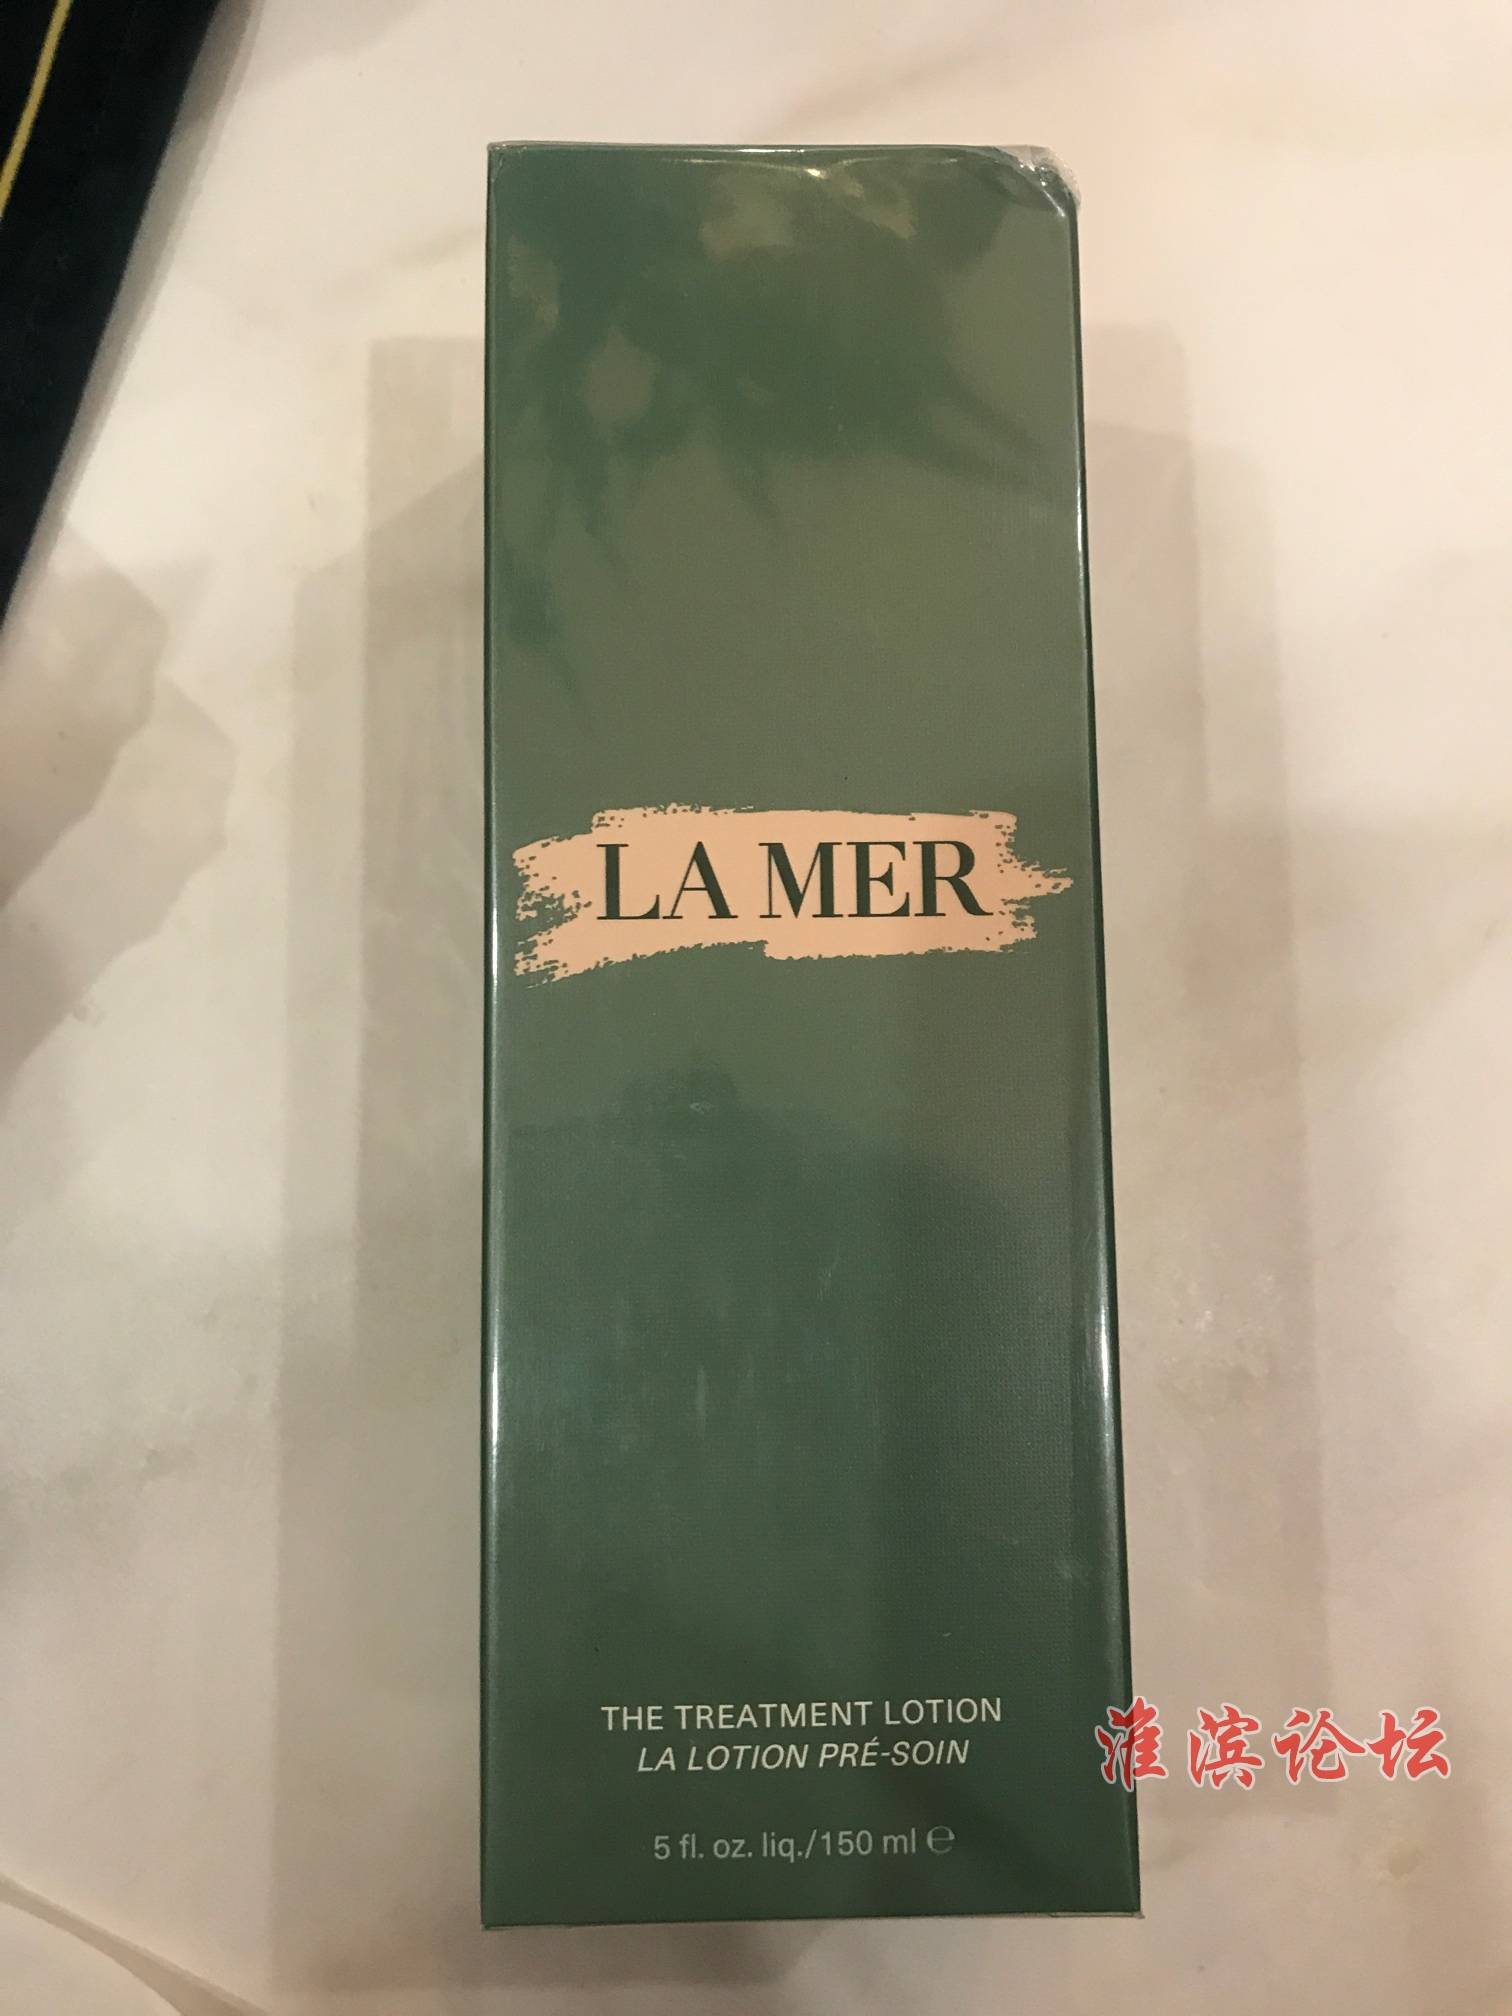 LA MER
THE TREATMENT LOTION
LA LOTION PRÉ-SOIN
5 fl. oz. liq./150 ml ℮
淮滨论坛